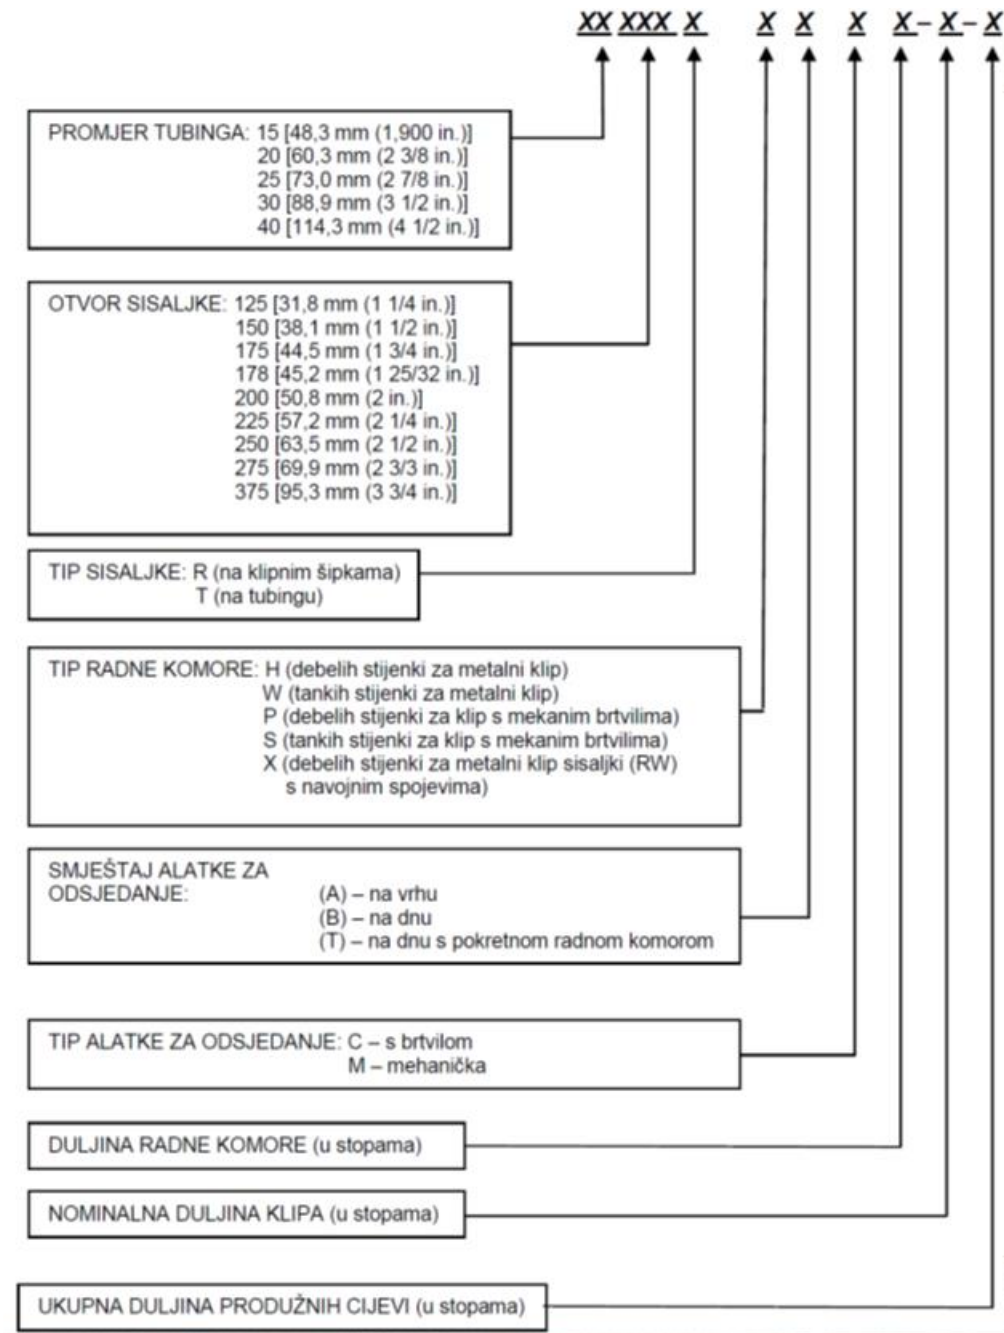 XX XXX X X X X X - X - X
PROMJER TUBINGA: 15 [48,3 mm (1,900 in.)]
20 [60,3 mm (2 3/8 in.)]
25 [73,0 mm (2 7/8 in.)]
30 [88,9 mm (3 1/2 in.)]
40 [114,3 mm (4 1/2 in.)]
OTVOR SISALJKE: 125 [31,8 mm (1 1/4 in.)]
150 [38,1 mm (1 1/2 in.)]
175 [44,5 mm (1 3/4 in.)]
178 [45,2 mm (1 25/32 in.)]
200 [50,8 mm (2 in.)]
225 [57,2 mm (2 1/4 in.)]
250 [63,5 mm (2 1/2 in.)]
275 [69,9 mm (2 3/3 in.)]
375 [95,3 mm (3 3/4 in.)]
TIP SISALJKE: R (na klipnim šipkama)
T (na tubingu)
TIP RADNE KOMORE: H (debelih stijenki za metalni klip)
W (tankih stijenki za metalni klip)
P (debelih stijenki za klip s mekanim brtvilima)
S (tankih stijenki za klip s mekanim brtvilima)
X (debelih stijenki za metalni klip sisaljki (RW)
s navojnim spojevima)
SMJEŠTAJ ALATKE ZA
ODSJEDANJE: (A) – na vrhu
(B) – na dnu
(T) – na dnu s pokretnom radnom komorom
TIP ALATKE ZA ODSJEDANJE: C – s brtvilom
M – mehanička
DULJINA RADNE KOMORE (u stopama)
NOMINALNA DULJINA KLIPA (u stopama)
UKUPNA DULJINA PRODUŽNIH CIJEVI (u stopama)